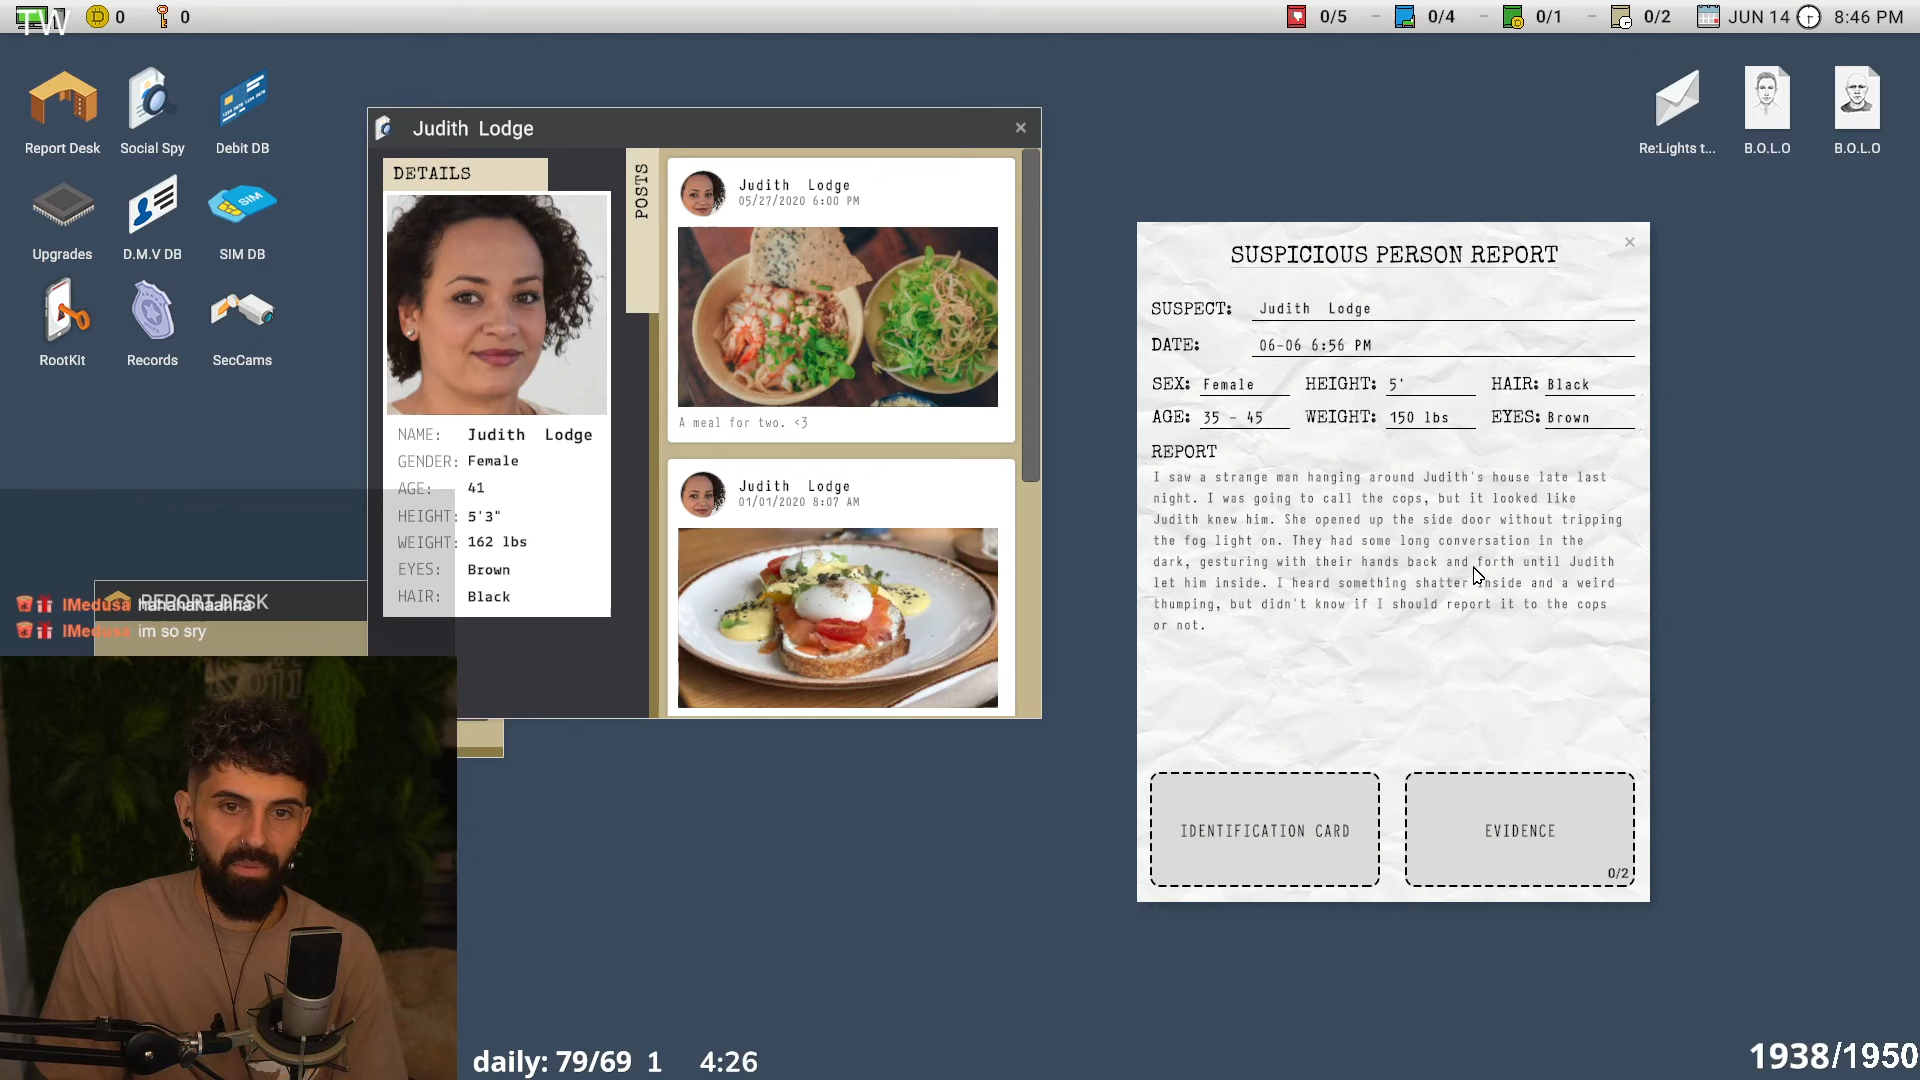 TW
0
0
0/5
0/4
0/1
0/2
JUN 14
8:46 PM
Report Desk
Social Spy
Debit DB
Upgrades
D.M.V DB
SIM DB
SIM
RootKit
Records
SecCams
Re:Lights t...
B.O.L.O
B.O.L.O
Judith Lodge
DETAILS
NAME: Judith Lodge
GENDER: Female
AGE: 41
HEIGHT: 5'3"
WEIGHT: 162 lbs
EYES: Brown
HAIR: Black
POSTS
Judith Lodge
05/27/2020 6:00 PM
A meal for two. <3
Judith Lodge
01/01/2020 8:07 AM
SUSPICIOUS PERSON REPORT
SUSPECT: Judith Lodge
DATE: 06-06 6:56 PM
SEX: Female HEIGHT: 5' HAIR: Black
AGE: 35 - 45 WEIGHT: 150 lbs EYES: Brown
REPORT
I saw a strange man hanging around Judith's house late last
night. I was going to call the cops, but it looked like
Judith knew him. She opened up the side door without tripping
the fog light on. They had some long conversation in the
dark, gesturing with their hands back and forth until Judith
let him inside. I heard something shatter inside and a weird
thumping, but didn't know if I should report it to the cops
or not.
IDENTIFICATION CARD
EVIDENCE
0/2
REPORT DESK
IMedusa
IMedusa im so sry
daily: 79/69 1 4:26
1938/1950